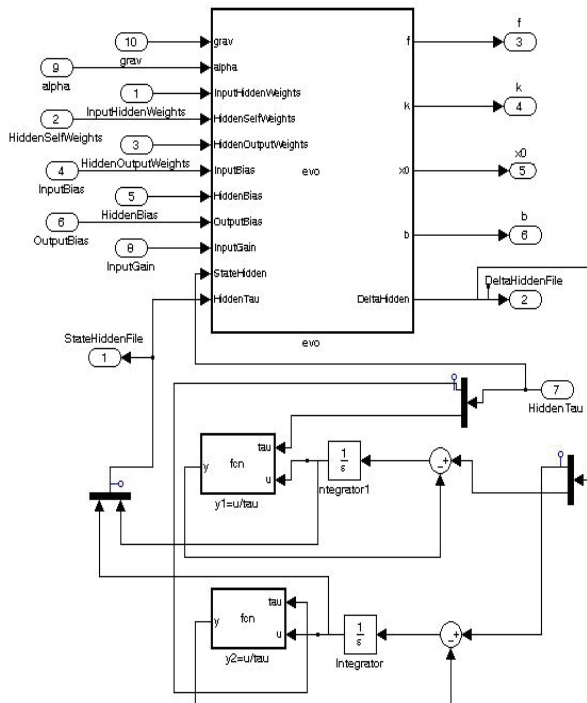 f
10
grav
f
3
grav
9
alpha
k
alpha
1
InputHiddenWeights
k
4
InputHiddenWeights
2
HiddenSelfWeights
HiddenSelfWeights
3
HiddenOutputWeights
x0
HiddenOutputWeights
4
InputBias
evo
x0
5
InputBias
5
HiddenBias
HiddenBias
b
6
OutputBias
b
6
OutputBias
8
InputGain
InputGain
StateHidden
DeltaHiddenFile
HiddenTau
DeltaHidden
2
evo
StateHiddenFile
1
7
HiddenTau
tau
fcn
y
u
1
s
-+
ntegrator1
y1=u/tau
tau
fcn
y
u
1
s
-+
Integrator
y2=u/tau